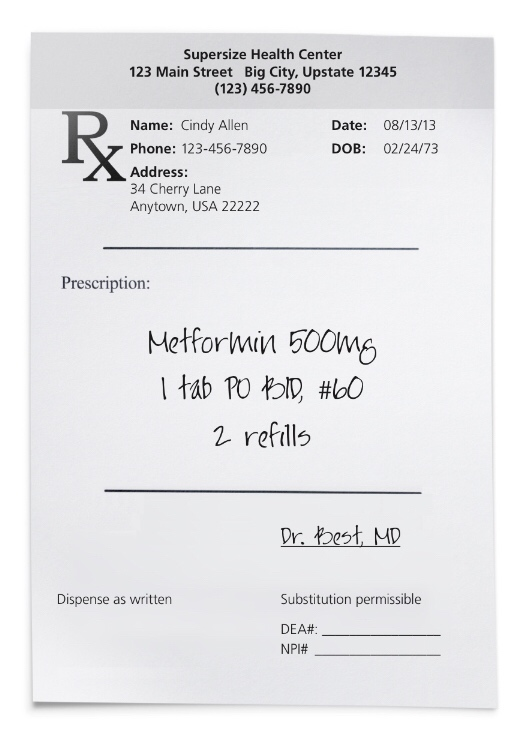 Supersize Health Center
123 Main Street Big City, Upstate 12345
(123) 456-7890
Rx
Name: Cindy Allen Date: 08/13/13
Phone: 123-456-7890 DOB: 02/24/73
Address:
34 Cherry Lane
Anytown, USA 22222
Prescription:
Metformin 500mg
1 tab PO BID, #60
2 refills
Dr. Best, MD
Dispense as written Substitution permissible
DEA#:
NPI#